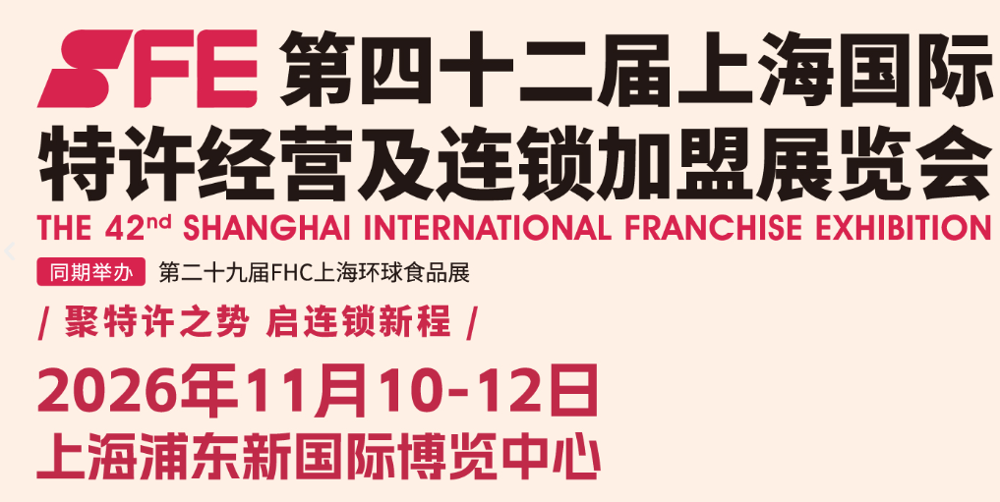 SFE 第四十二届上海国际
特许经营及连锁加盟展览会
THE 42nd SHANGHAI INTERNATIONAL FRANCHISE EXHIBITION
同期举办 第二十九届FHC上海环球食品展
/ 聚特许之势 启连锁新程 /
2026年11月10-12日
上海浦东新国际博览中心